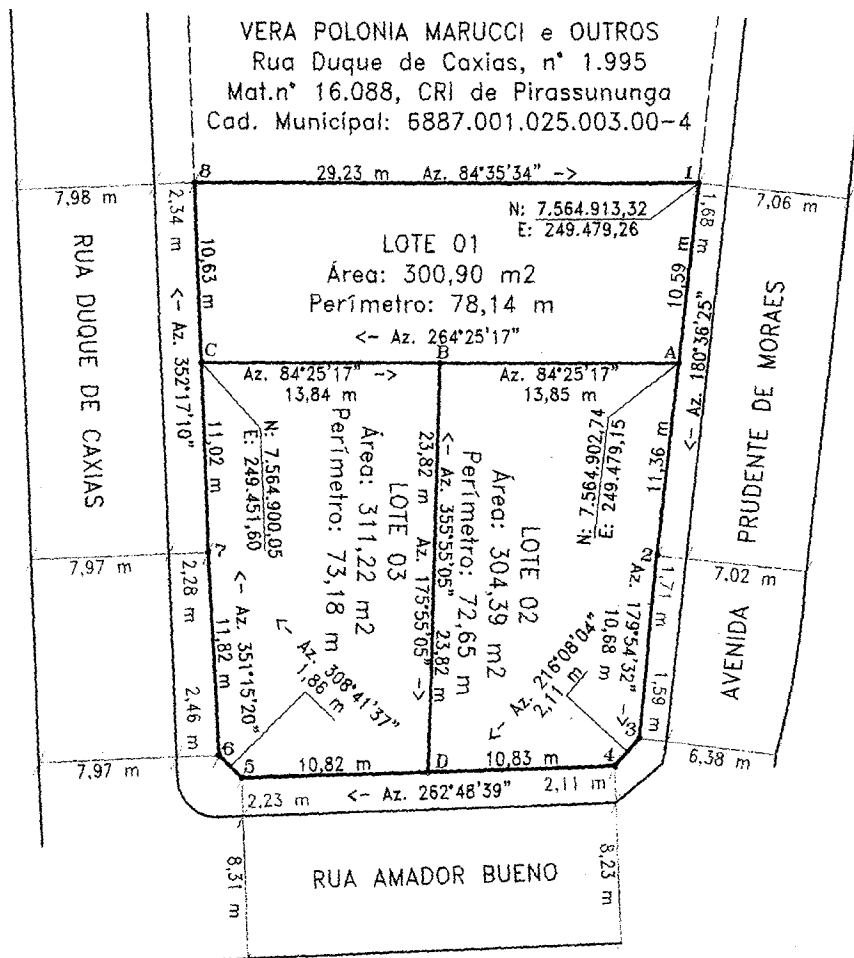 VERA POLONIA MARUCCI e OUTROS
Rua Duque de Caxias, n° 1.995
Mat.n° 16.088, CRI de Pirassununga
Cad. Municipal: 6887.001.025.003.00-4
8
29,23 m Az. 84°35'34" ->
1
7,98 m
2,34 m
7,06 m
1,68 m
N: 7.564.913,32
E: 249.479,26
LOTE 01
Área: 300,90 m2
Perímetro: 78,14 m
<- Az. 264°25'17"
10,63 m
10,59 m
<- Az. 180°36'25"
<- Az. 352°17'10"
RUA DUQUE DE CAXIAS
AVENIDA PRUDENTE DE MORAES
C
B
A
Az. 84°25'17" ->
13,84 m
Az. 84°25'17"
13,85 m
N: 7.564.900,05
E: 249.451,60
N: 7.564.902,74
E: 249.479,15
11,02 m
11,36 m
LOTE 03
Área: 311,22 m2
Perímetro: 73,18 m
23,82 m Az. 175°55'05" ->
<- Az. 355°55'05" 23,82 m
LOTE 02
Área: 304,39 m2
Perímetro: 72,65 m
7
2
7,97 m
2,28 m
7,02 m
1,71 m
<- Az. 351°15'20"
11,82 m
Az. 179°54'32" ->
10,68 m
<- Az. 308°41'37"
1,86 m
<- Az. 216°08'04"
2,11 m
2,46 m
1,59 m
6
3
7,97 m
6,38 m
5
10,82 m
D
10,83 m
4
2,23 m
<- Az. 262°48'39"
2,11 m
8,31 m
RUA AMADOR BUENO
8,23 m